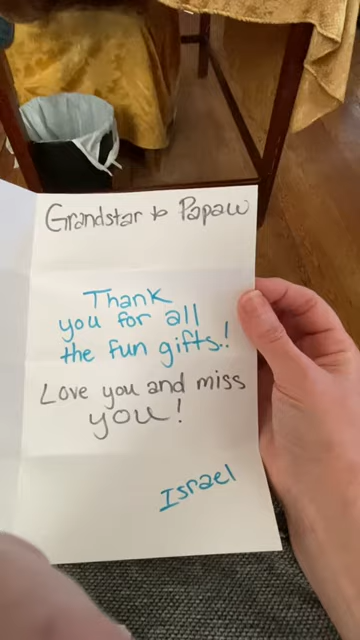 Grandstar & Papaw
Thank
you for all
the fun gifts.!
Love you and miss
you!
Israel